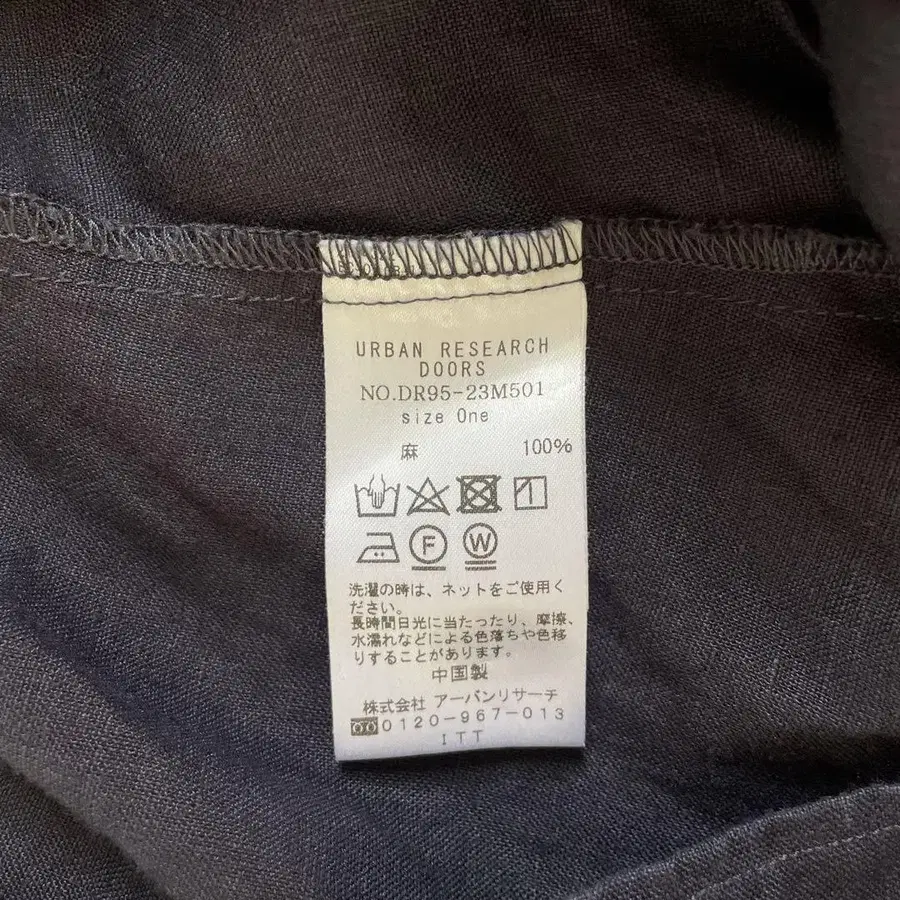 URBAN RESEARCH
DOORS
NO.DR95-23M501
size One
麻 100%
F W
洗濯の時は、ネットをご使用く
ださい。
長時間日光に当たったり、摩擦、
水濡れなどによる色落ちや色移
りすることがあります。
中国製
株式会社 アーバンリサーチ
0120-967-013
ITT